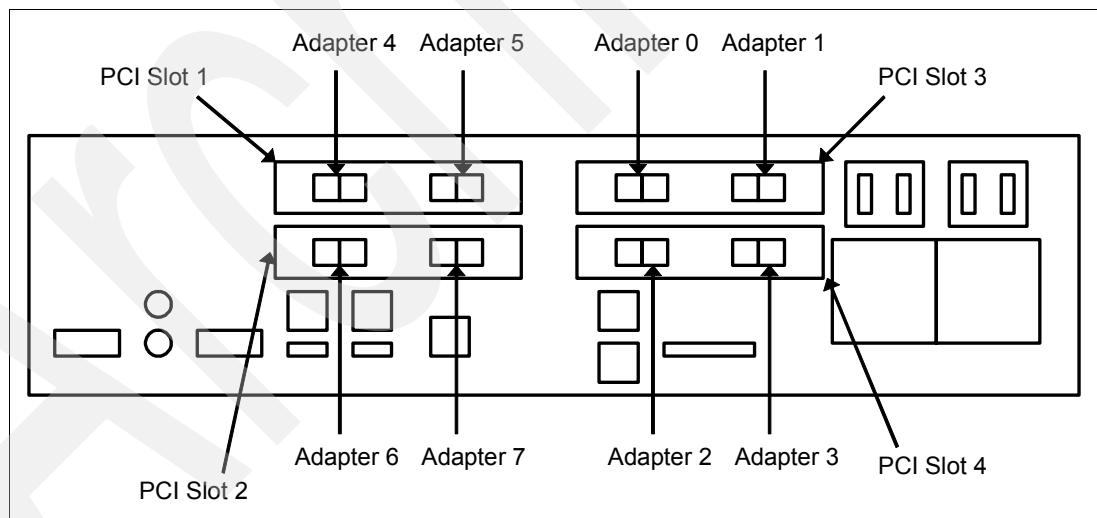 Adapter 4 Adapter 5 Adapter 0 Adapter 1
PCI Slot 1 PCI Slot 3
Adapter 6 Adapter 7 Adapter 2 Adapter 3
PCI Slot 4
PCI Slot 2